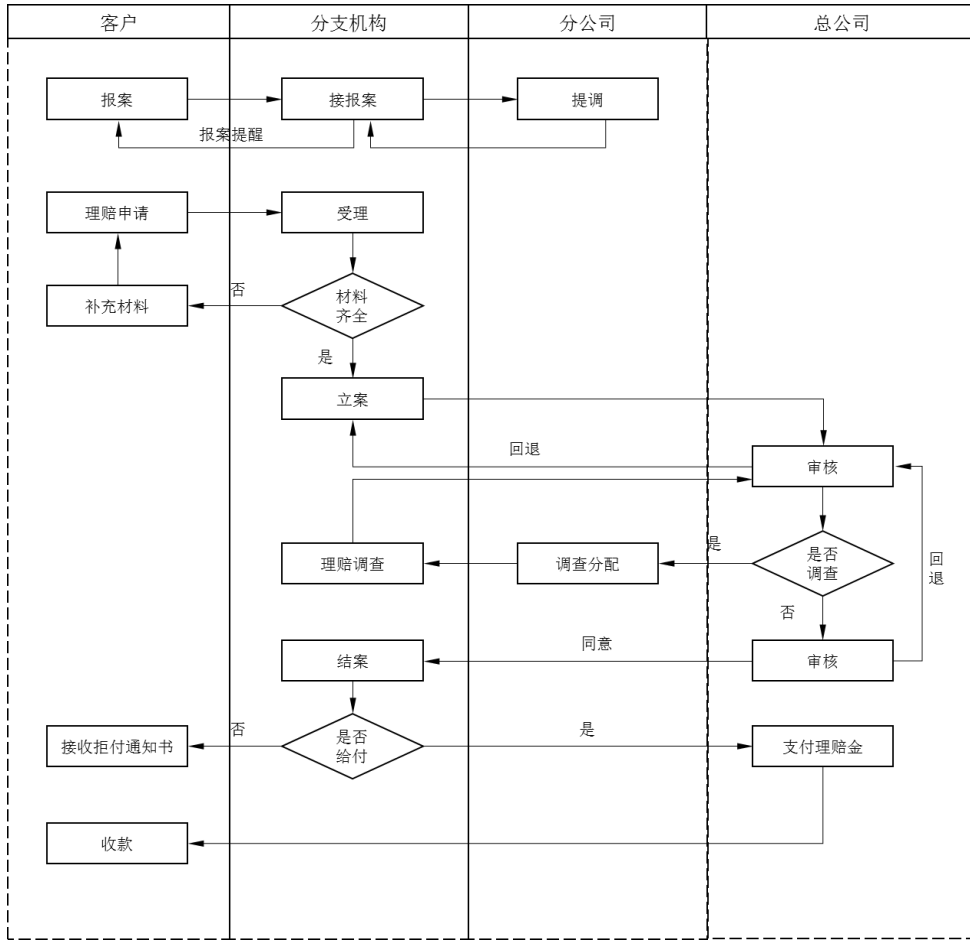 客户
分支机构
分公司
总公司
报案
接报案
提调
报案提醒
理赔申请
受理
补充材料
否
材料
齐全
是
立案
回退
审核
理赔调查
调查分配
是
是否
调查
回退
否
结案
同意
审核
接收拒付通知书
否
是否
给付
是
支付理赔金
收款